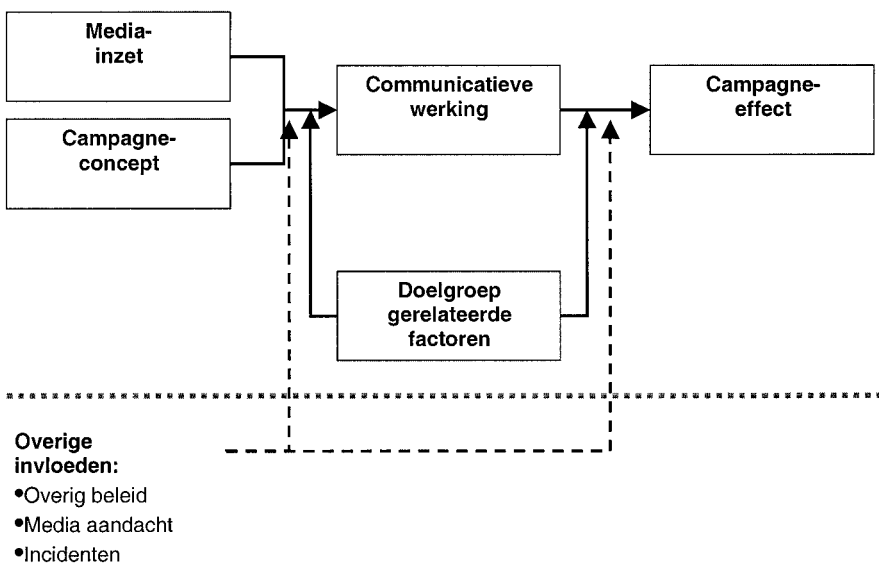 Media-
inzet
Campagne-
concept
Communicatieve
werking
Campagne-
effect
Doelgroep
gerelateerde
factoren
Overige
invloeden:
•Overig beleid
•Media aandacht
•Incidenten